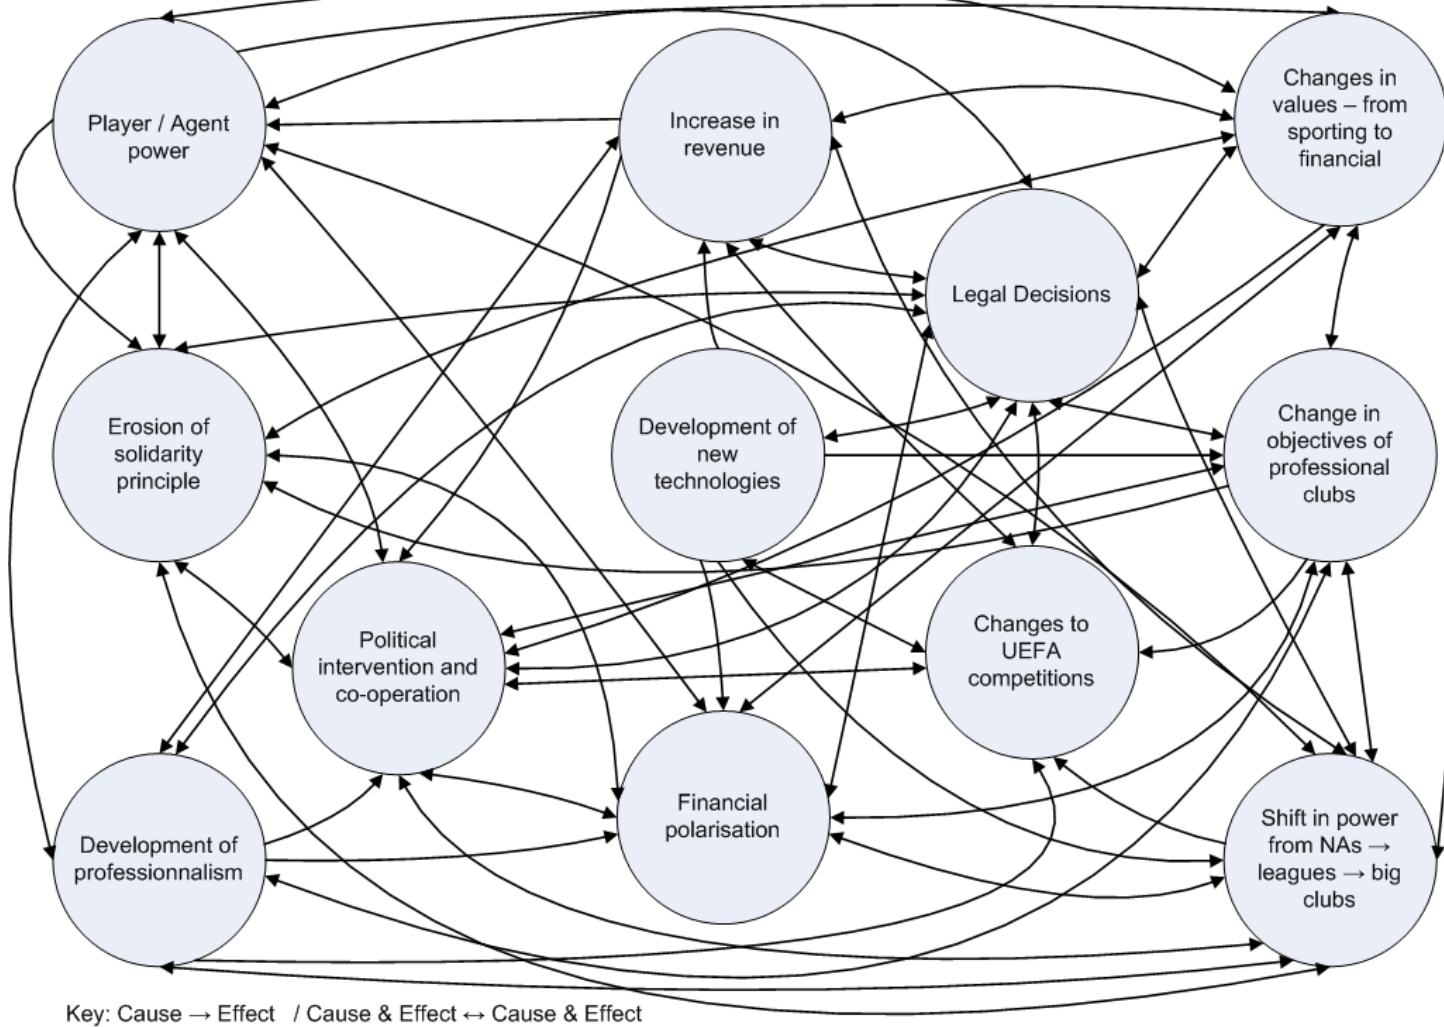 Player / Agent
power
Increase in
revenue
Changes in
values – from
sporting to
financial
Legal Decisions
Erosion of
solidarity
principle
Development of
new
technologies
Change in
objectives of
professional
clubs
Political
intervention and
co-operation
Changes to
UEFA
competitions
Development of
professionnalism
Financial
polarisation
Shift in power
from NAs →
leagues → big
clubs
Key: Cause → Effect / Cause & Effect ↔ Cause & Effect